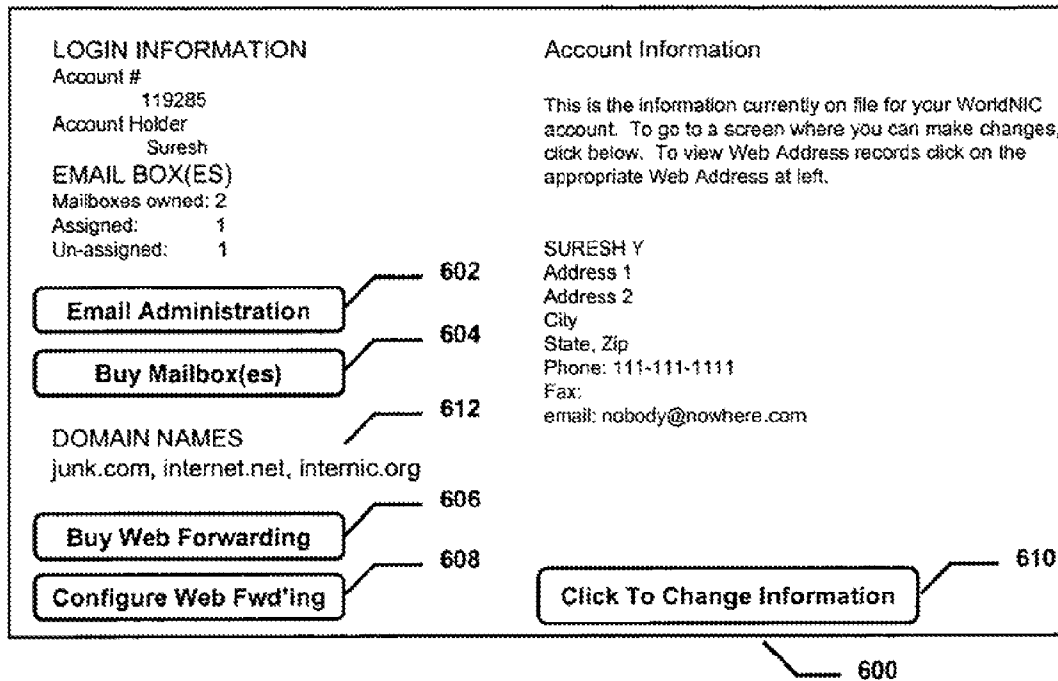 LOGIN INFORMATION
Account #
119285
Account Holder
Suresh
EMAIL BOX(ES)
Mailboxes owned: 2
Assigned: 1
Un-assigned: 1
602
Email Administration
604
Buy Mailbox(es)
612
DOMAIN NAMES
junk.com, internet.net, internic.org
606
Buy Web Forwarding
608
Configure Web Fwd'ing
Account Information
This is the information currently on file for your WorldNIC
account. To go to a screen where you can make changes,
click below. To view Web Address records click on the
appropriate Web Address at left.
SURESH Y
Address 1
Address 2
City
State, Zip
Phone: 111-111-1111
Fax:
email: nobody@nowhere.com
610
Click To Change Information
600